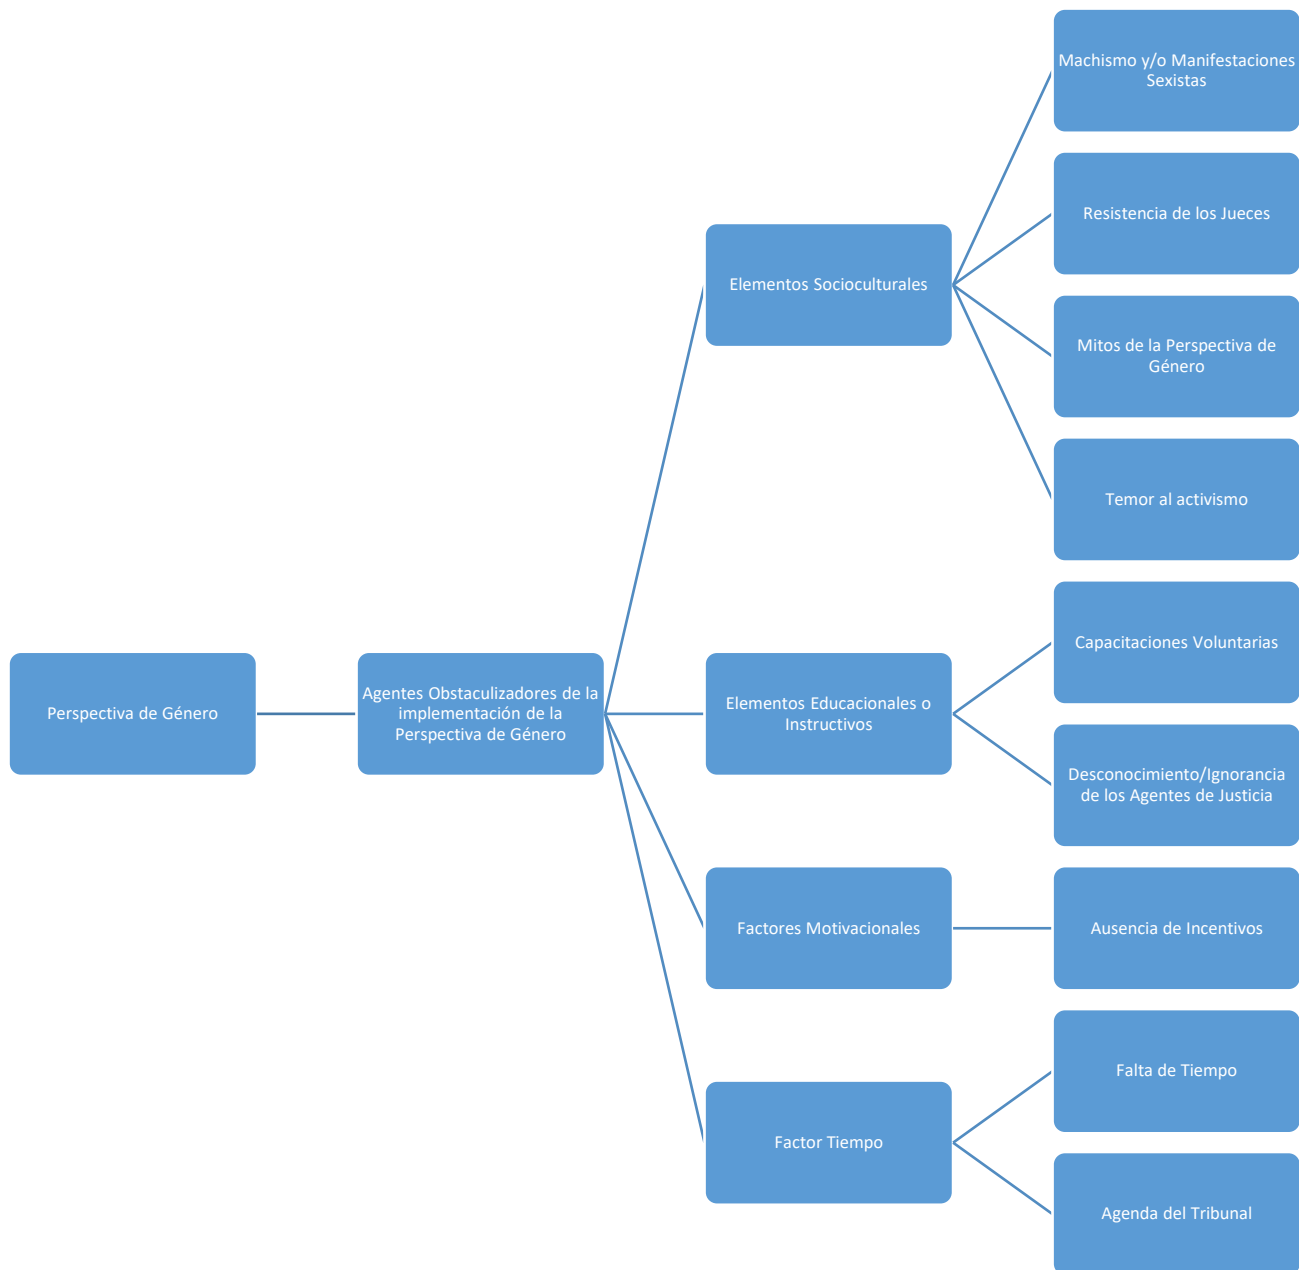 Perspectiva de Género
Agentes Obstaculizadores de la
implementación de la
Perspectiva de Género
Elementos Socioculturales
Machismo y/o Manifestaciones
Sexistas
Resistencia de los Jueces
Mitos de la Perspectiva de
Género
Temor al activismo
Elementos Educacionales o
Instructivos
Capacitaciones Voluntarias
Desconocimiento/Ignorancia
de los Agentes de Justicia
Factores Motivacionales
Ausencia de Incentivos
Factor Tiempo
Falta de Tiempo
Agenda del Tribunal